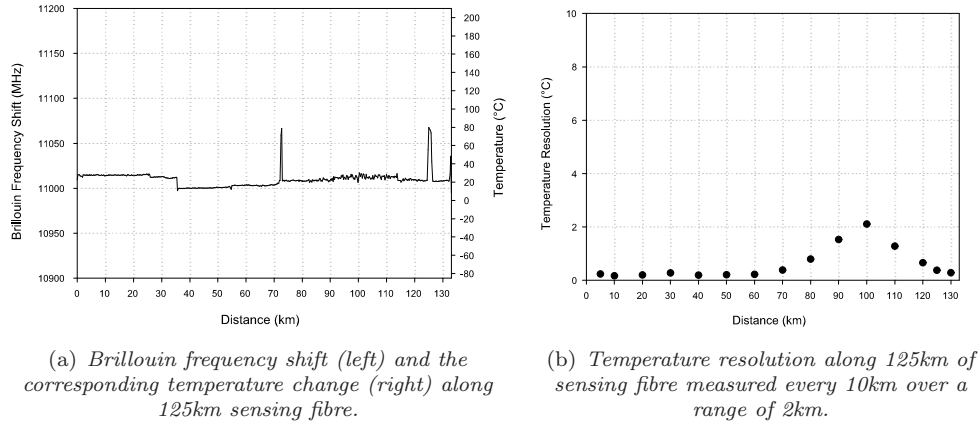 11200
11150
11100
11050
11000
10950
10900
Brillouin Frequency Shift (MHz)
200
180
160
140
120
100
80
60
40
20
0
-20
-40
-60
-80
Temperature (°C)
0 10 20 30 40 50 60 70 80 90 100 110 120 130
Distance (km)
10
8
6
4
2
0
Temperature Resolution (°C)
0 10 20 30 40 50 60 70 80 90 100 110 120 130
Distance (km)
(a) Brillouin frequency shift (left) and the
corresponding temperature change (right) along
125km sensing fibre.
(b) Temperature resolution along 125km of
sensing fibre measured every 10km over a
range of 2km.